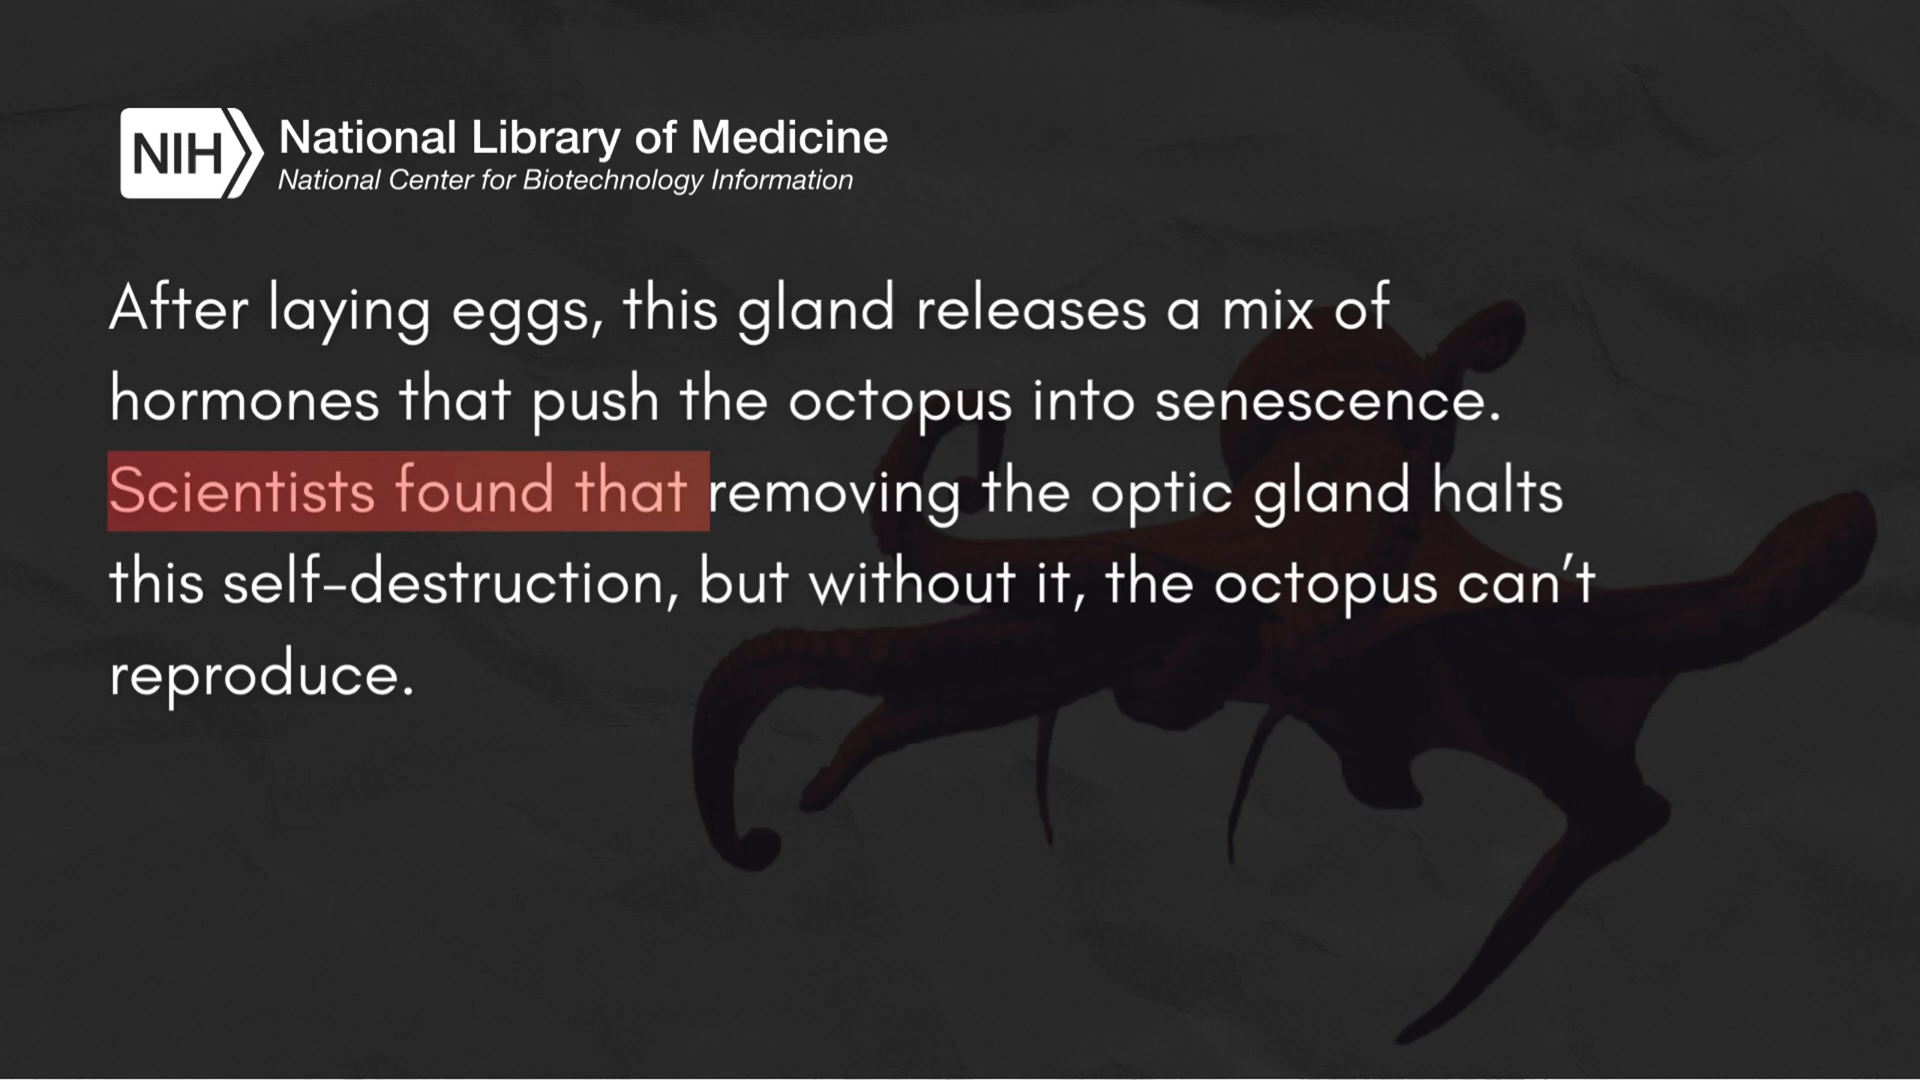 NIH
National Library of Medicine
National Center for Biotechnology Information
After laying eggs, this gland releases a mix of
hormones that push the octopus into senescence.
Scientists found that removing the optic gland halts
this self-destruction, but without it, the octopus can’t
reproduce.